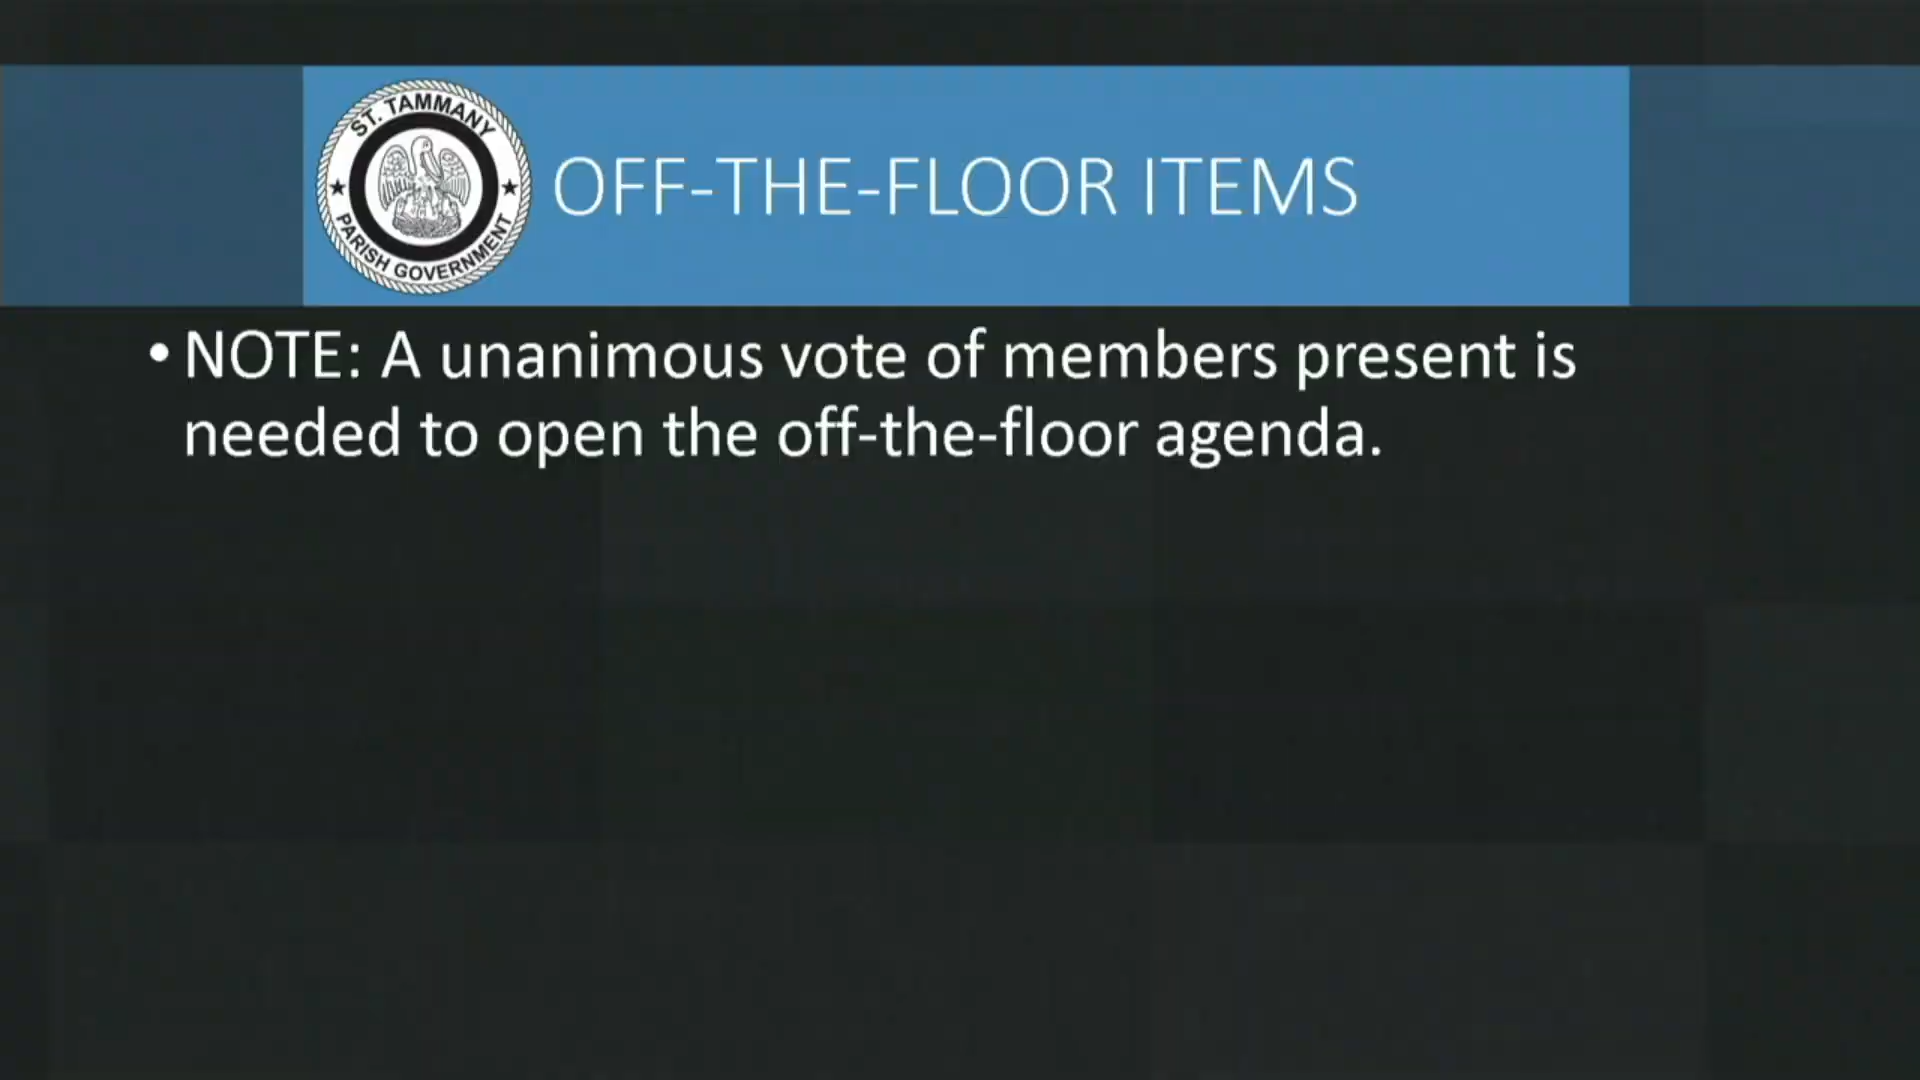 ST. TAMMANY
PARISH GOVERNMENT
OFF-THE-FLOOR ITEMS
• NOTE: A unanimous vote of members present is
needed to open the off-the-floor agenda.